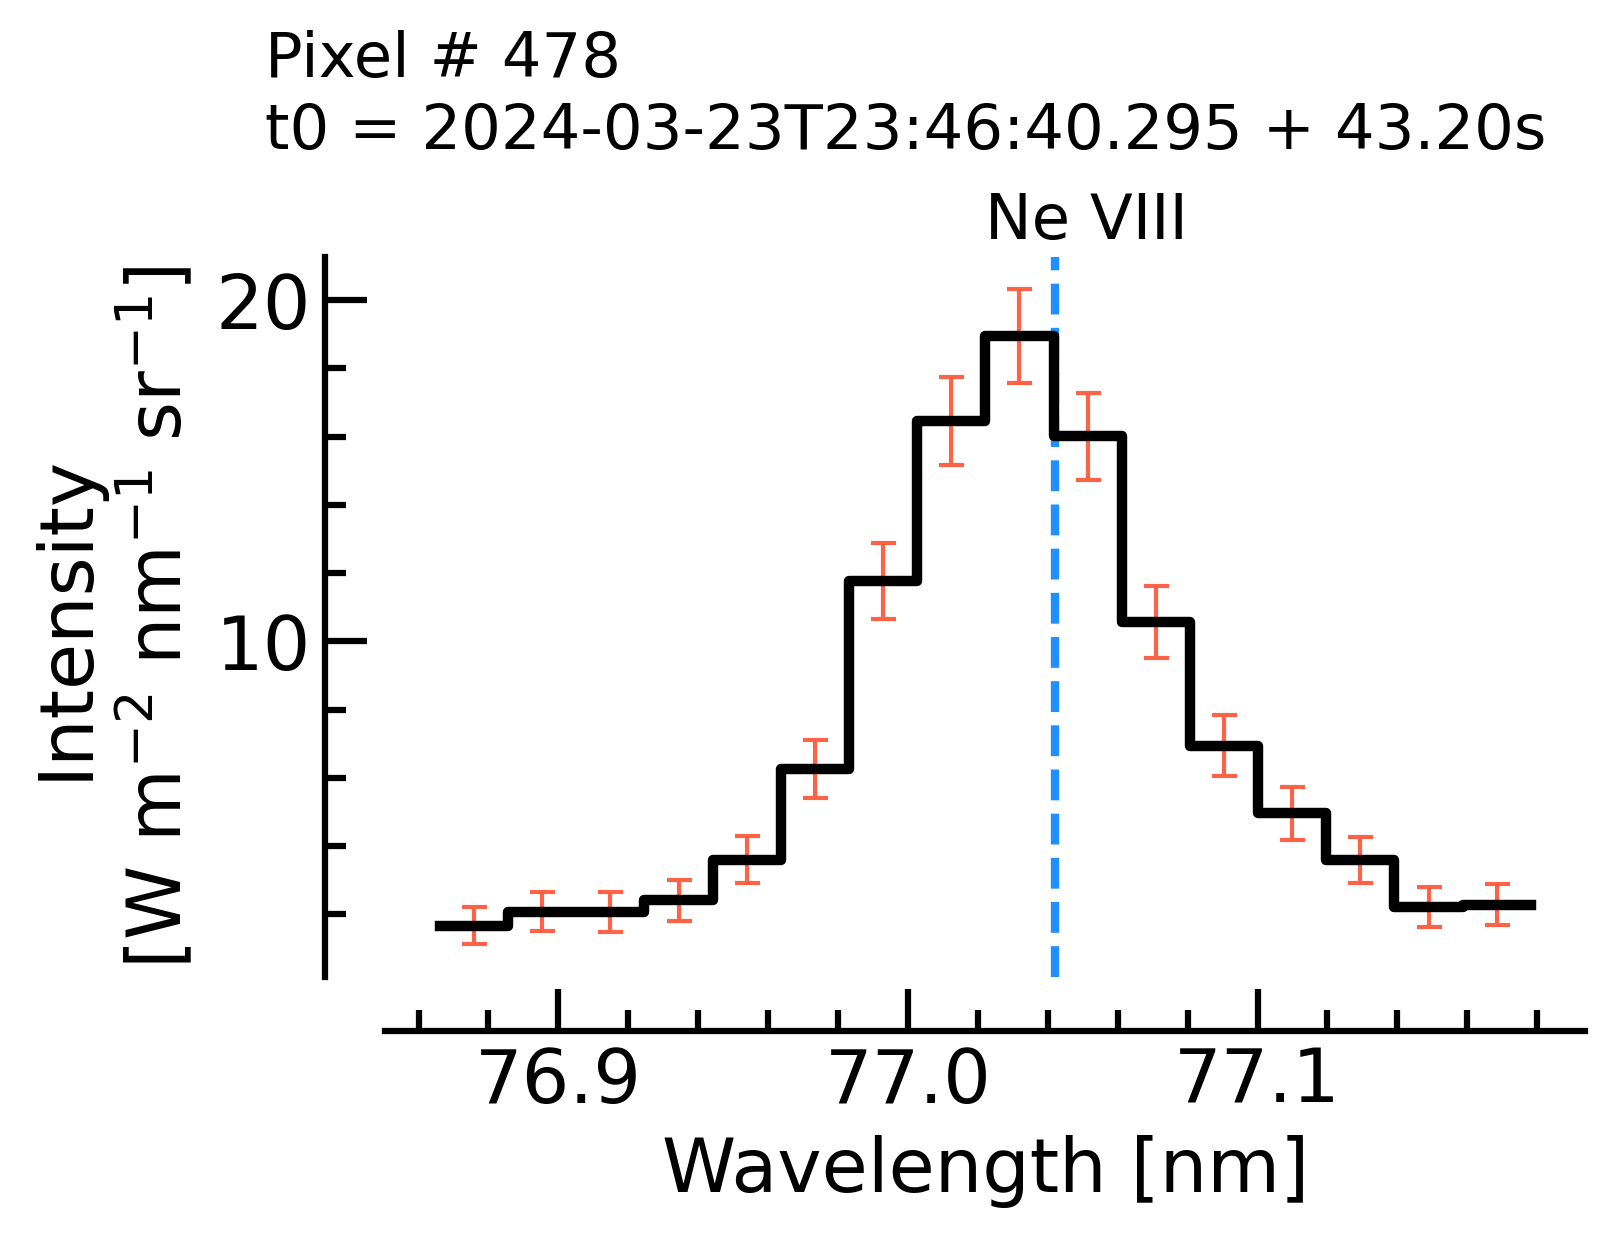 Pixel # 478
t0 = 2024-03-23T23:46:40.295 + 43.20s
Ne VIII
Intensity
[W m⁻² nm⁻¹ sr⁻¹]
20
10
76.9 77.0 77.1
Wavelength [nm]